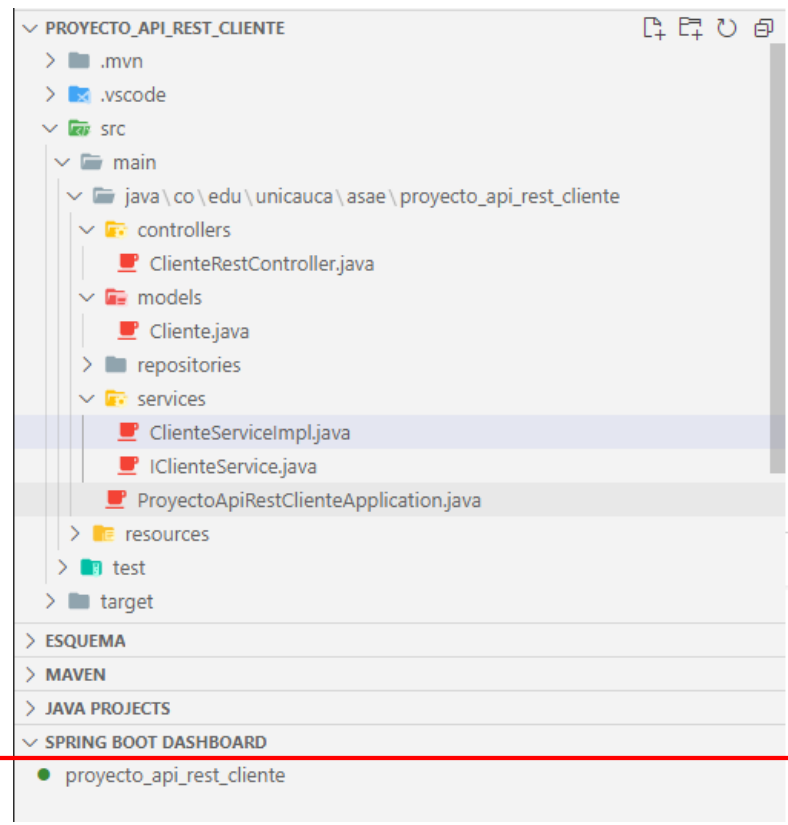 PROYECTO_API_REST_CLIENTE
.mvn
.vscode
src
main
java\co\edu\unicauca\asae\proyecto_api_rest_cliente
controllers
ClienteRestController.java
models
Cliente.java
repositories
services
ClienteServiceImpl.java
IClienteService.java
ProyectoApiRestClienteApplication.java
resources
test
target
ESQUEMA
MAVEN
JAVA PROJECTS
SPRING BOOT DASHBOARD
proyecto_api_rest_cliente